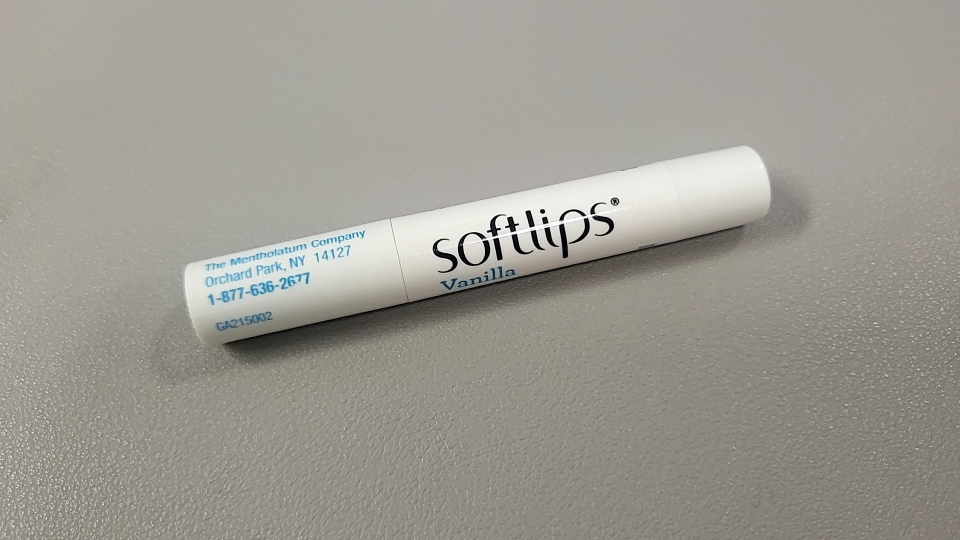 The Mentholatum Company
Orchard Park, NY 14127
1-877-636-2677
GA215002
softlips®
Vanilla